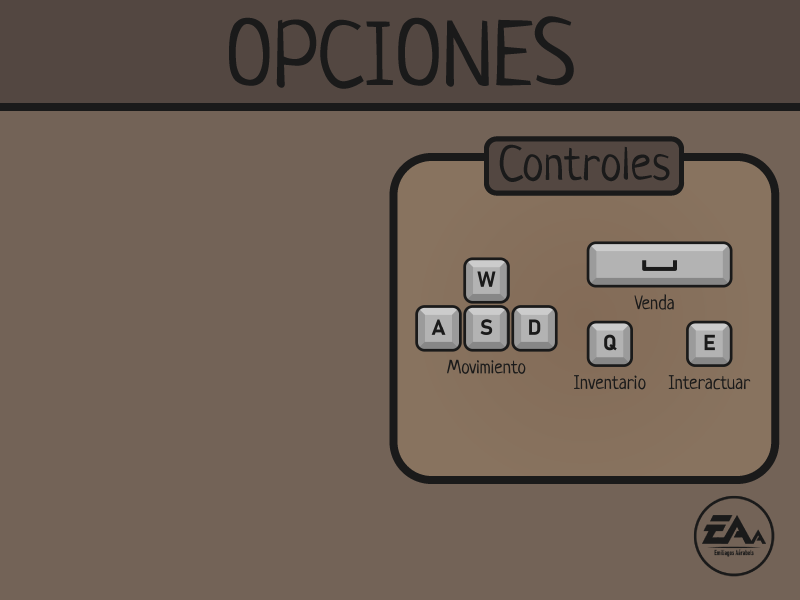 OPCIONES
Controles
W
A S D
Movimiento
Venda
Q
Inventario
E
Interactuar
EAA